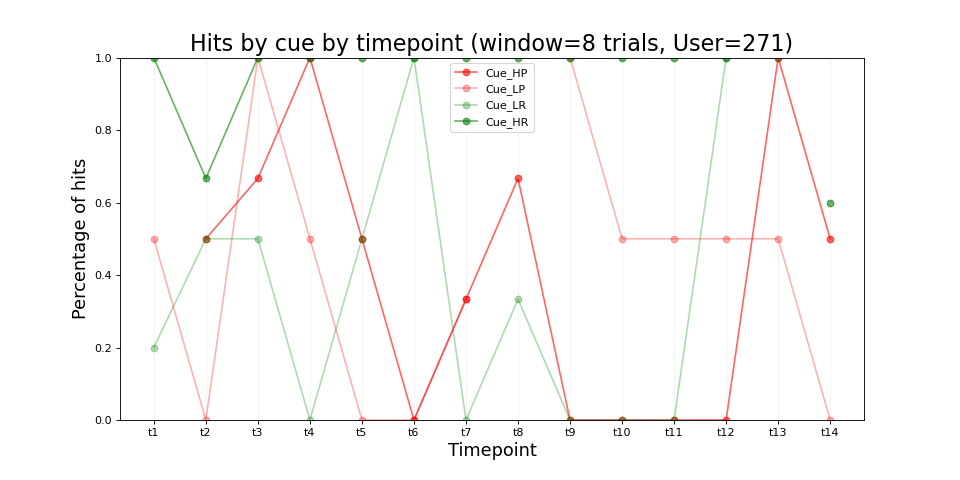 Hits by cue by timepoint (window=8 trials, User=271)
Percentage of hits
1.0
0.8
0.6
0.4
0.2
0.0
Cue_HP
Cue_LP
Cue_LR
Cue_HR
t1 t2 t3 t4 t5 t6 t7 t8 t9 t10 t11 t12 t13 t14
Timepoint